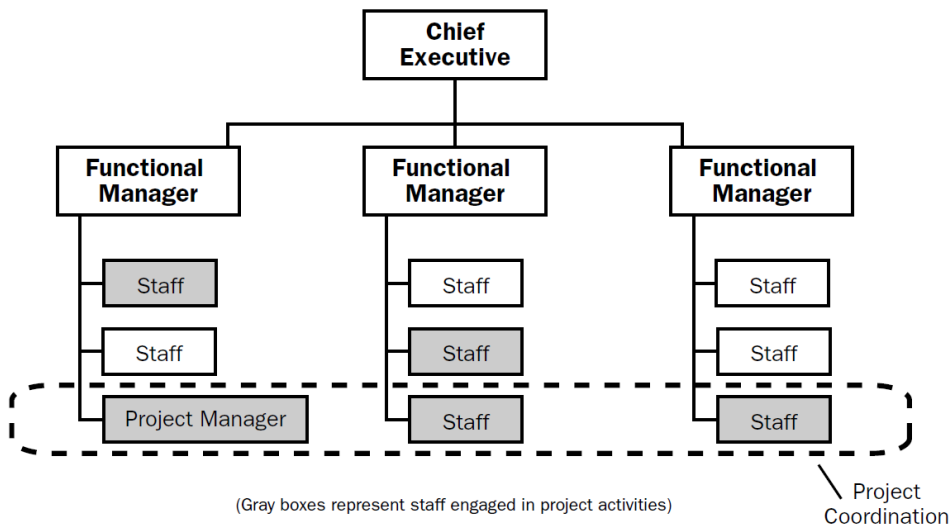 Chief
Executive
Functional
Manager
Functional
Manager
Functional
Manager
Staff
Staff
Staff
Staff
Staff
Staff
Project Manager
Staff
Staff
(Gray boxes represent staff engaged in project activities)
Project
Coordination